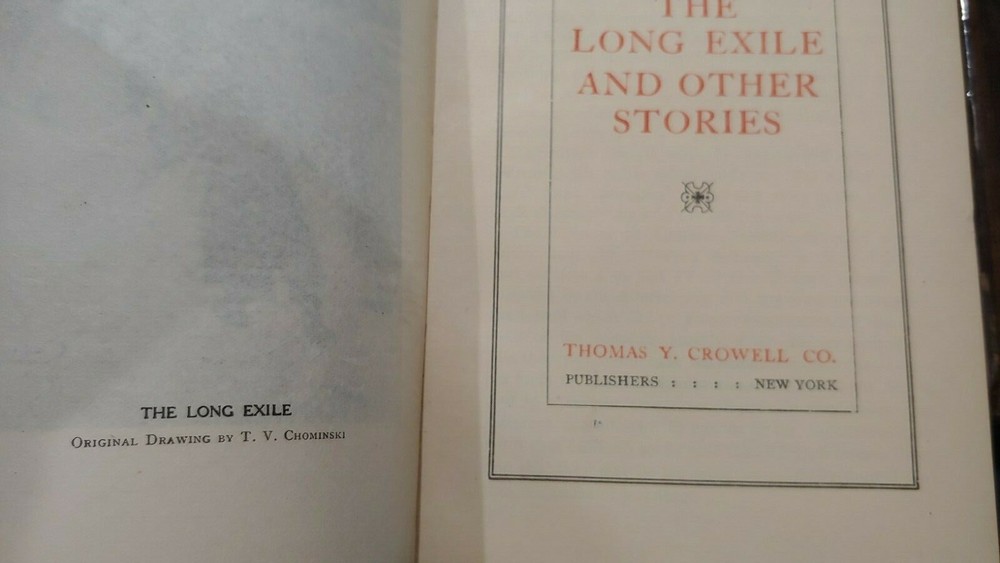 THE LONG EXILE
ORIGINAL DRAWING BY T. V. CHOMINSKI
THE
LONG EXILE
AND OTHER
STORIES
THOMAS Y. CROWELL CO.
PUBLISHERS : : : : NEW YORK